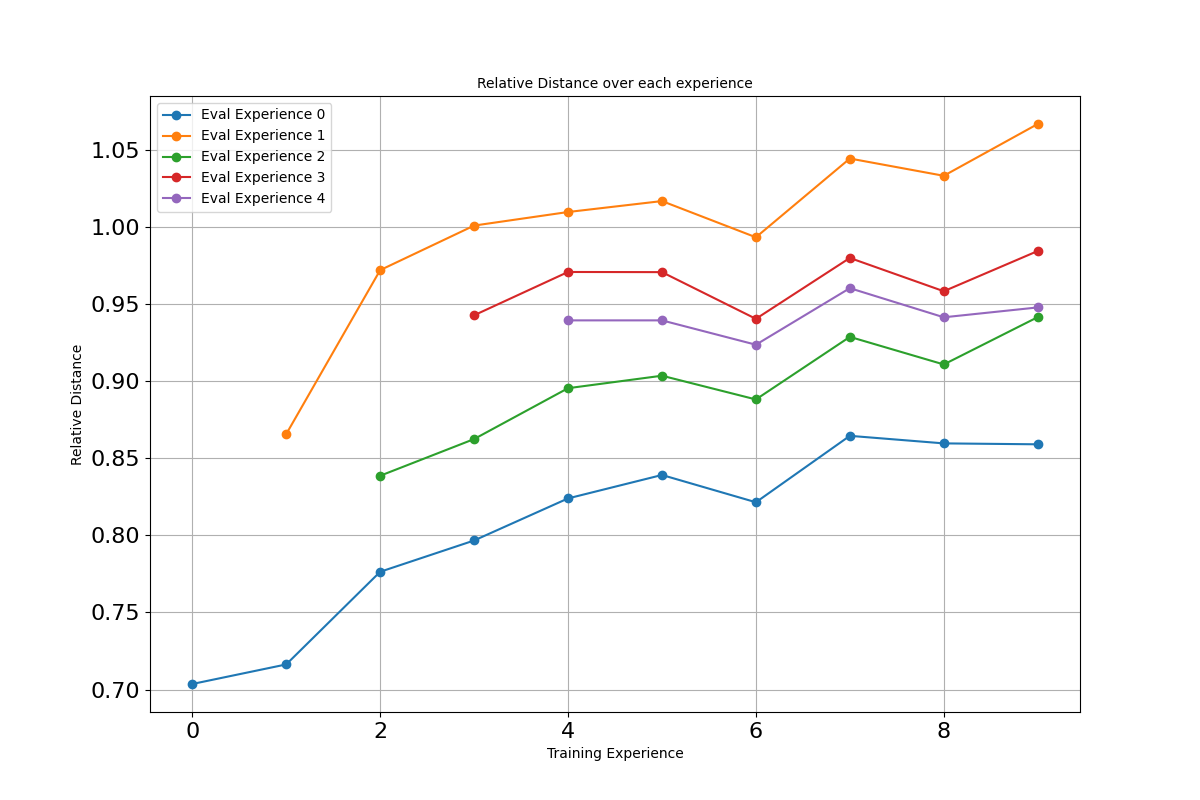 Relative Distance over each experience
Eval Experience 0
Eval Experience 1
Eval Experience 2
Eval Experience 3
Eval Experience 4
1.05
1.00
0.95
0.90
0.85
0.80
0.75
0.70
Relative Distance
0 2 4 6 8
Training Experience